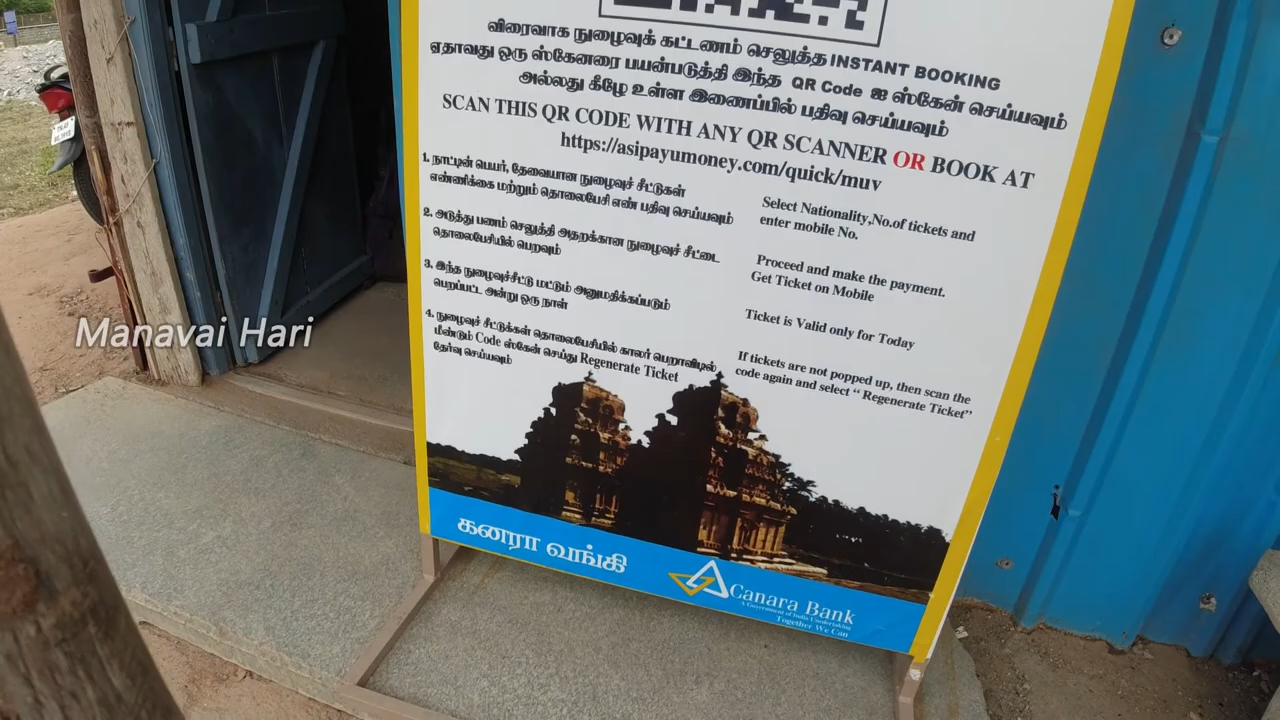 விரைவாக நுழைவுக் கட்டணம் செலுத்த INSTANT BOOKING
ஏதாவது ஒரு ஸ்கேனரை பயன்படுத்தி இந்த QR Code ஐ ஸ்கேன் செய்யவும்
அல்லது கீழே உள்ள இணைப்பில் பதிவு செய்யவும்
SCAN THIS QR CODE WITH ANY QR SCANNER OR BOOK AT
https://asipayumoney.com/quick/muv
1. நாட்டின் பெயர், தேவையான நுழைவுச் சீட்டுகள்
எண்ணிக்கை மற்றும் தொலைபேசி எண் பதிவு செய்யவும்
Select Nationality,No.of tickets and
enter mobile No.
2. அடுத்து பணம் செலுத்தி அதற்க்கான நுழைவுச் சீட்டை
தொலைபேசியில் பெறவும்
Proceed and make the payment.
Get Ticket on Mobile
3. இந்த நுழைவுச்சீட்டு மட்டும் அனுமதிக்கப்படும்
பெறப்பட்ட அன்று ஒரு நாள்
Ticket is Valid only for Today
4. நுழைவுச் சீட்டுக்கள் தொலைபேசியில் காலர் பெறாவிடில்
மீண்டும் Code ஸ்கேன் செய்து Regenerate Ticket
தேர்வு செய்யவும்
If tickets are not popped up, then scan the
code again and select “ Regenerate Ticket”
Manavai Hari
கனரா வங்கி
Canara Bank
A Government of India Undertaking
Together We Can